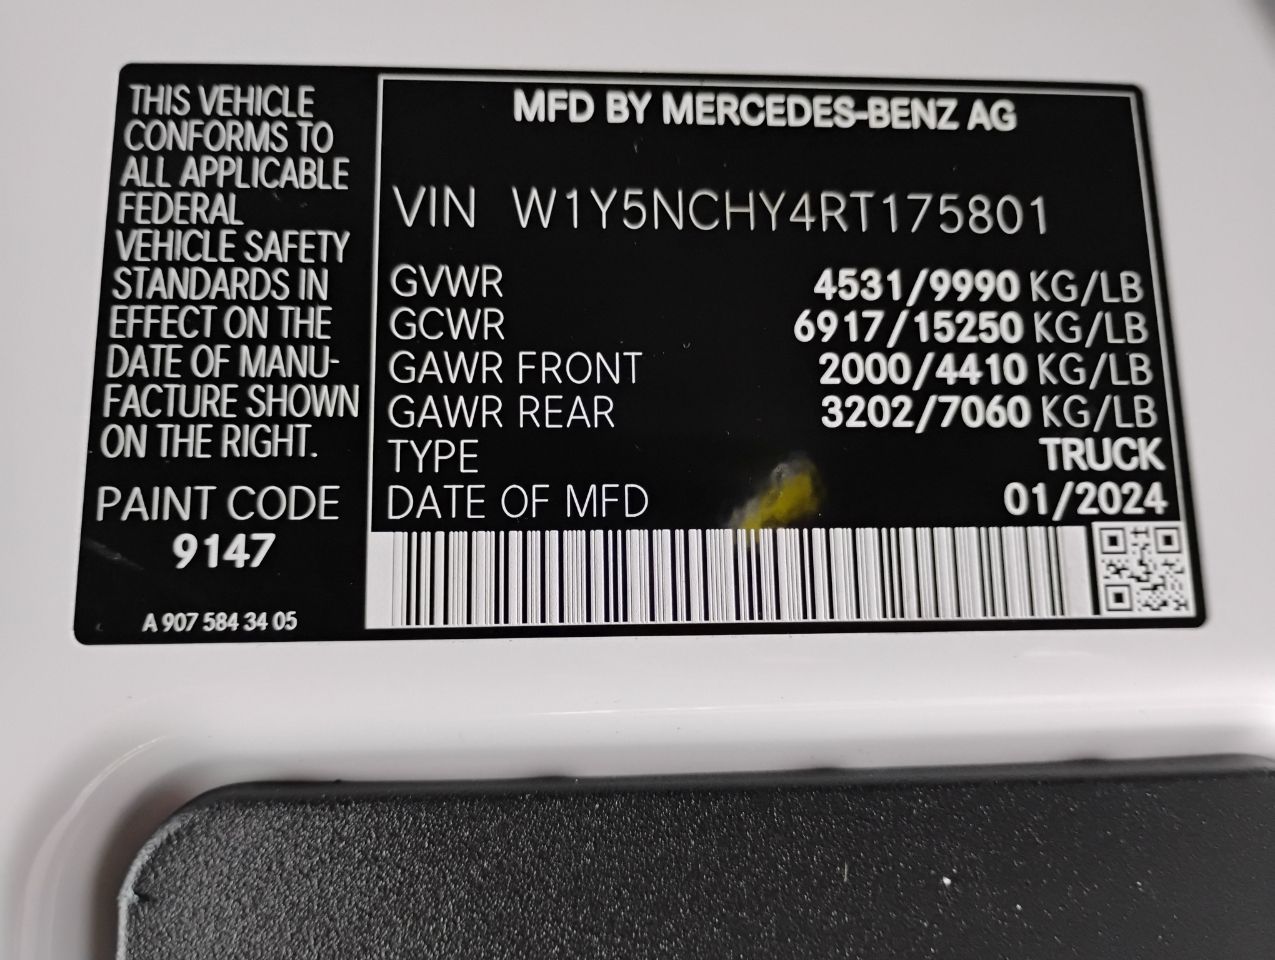 THIS VEHICLE
CONFORMS TO
ALL APPLICABLE
FEDERAL
VEHICLE SAFETY
STANDARDS IN
EFFECT ON THE
DATE OF MANU-
FACTURE SHOWN
ON THE RIGHT.
PAINT CODE
9147
A 907 584 34 05
MFD BY MERCEDES-BENZ AG
VIN W1Y5NCHY4RT175801
GVWR 4531/9990 KG/LB
GCWR 6917/15250 KG/LB
GAWR FRONT 2000/4410 KG/LB
GAWR REAR 3202/7060 KG/LB
TYPE TRUCK
DATE OF MFD 01/2024